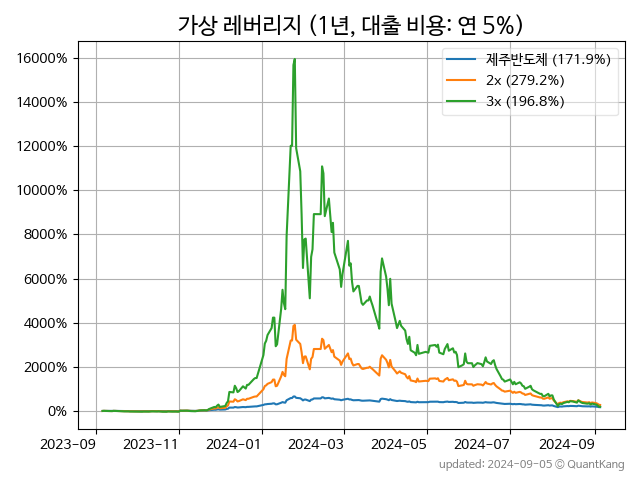 가상 레버리지 (1년, 대출 비용: 연 5%)
제주반도체 (171.9%)
2x (279.2%)
3x (196.8%)
16000%
14000%
12000%
10000%
8000%
6000%
4000%
2000%
0%
2023-09 2023-11 2024-01 2024-03 2024-05 2024-07 2024-09
updated: 2024-09-05 © QuantKang